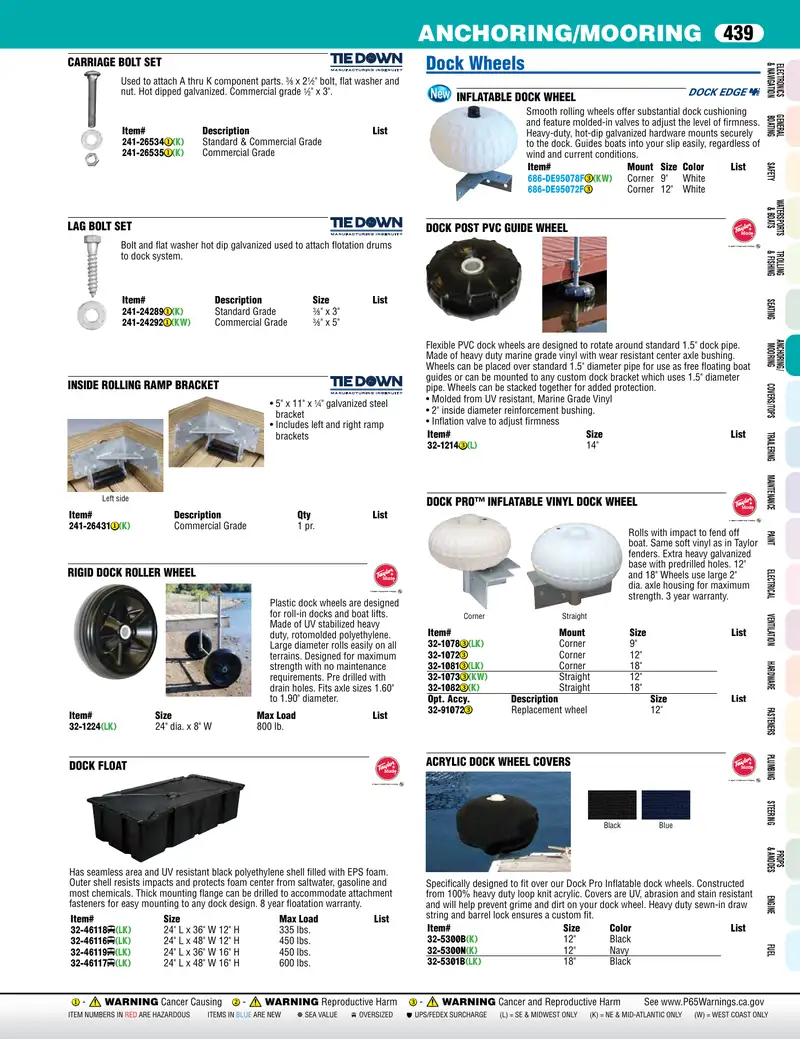 ANCHORING/MOORING 439
CARRIAGE BOLT SET
TIE DOWN
MANUFACTURING INGENUITY
Used to attach A thru K component parts. ⅜ x 2½" bolt, flat washer and
nut. Hot dipped galvanized. Commercial grade ½" x 3".
Item# Description List
241-26534 1 (K) Standard & Commercial Grade
241-26535 1 (K) Commercial Grade
LAG BOLT SET
TIE DOWN
MANUFACTURING INGENUITY
Bolt and flat washer hot dip galvanized used to attach flotation drums
to dock system.
Item# Description Size List
241-24289 1 (K) Standard Grade ⅜" x 3"
241-24292 1 (KW) Commercial Grade ⅜" x 5"
INSIDE ROLLING RAMP BRACKET
TIE DOWN
MANUFACTURING INGENUITY
• 5" x 11" x ¼" galvanized steel
bracket
• Includes left and right ramp
brackets
Left side
Item# Description Qty List
241-26431 1 (K) Commercial Grade 1 pr.
RIGID DOCK ROLLER WHEEL
Taylor Made
Plastic dock wheels are designed
for roll-in docks and boat lifts.
Made of UV stabilized heavy
duty, rotomolded polyethylene.
Large diameter rolls easily on all
terrains. Designed for maximum
strength with no maintenance
requirements. Pre drilled with
drain holes. Fits axle sizes 1.60"
to 1.90" diameter.
Item# Size Max Load List
32-1224(LK) 24" dia. x 8" W 800 lb.
DOCK FLOAT
Taylor Made
Has seamless area and UV resistant black polyethylene shell filled with EPS foam.
Outer shell resists impacts and protects foam center from saltwater, gasoline and
most chemicals. Thick mounting flange can be drilled to accommodate attachment
fasteners for easy mounting to any dock design. 8 year floatation warranty.
Item# Size Max Load List
32-46118 (LK) 24" L x 36" W 12" H 335 lbs.
32-46116 (LK) 24" L x 48" W 12" H 450 lbs.
32-46119 (LK) 24" L x 36" W 16" H 450 lbs.
32-46117 (LK) 24" L x 48" W 16" H 600 lbs.
Dock Wheels
New INFLATABLE DOCK WHEEL
DOCK EDGE
Smooth rolling wheels offer substantial dock cushioning
and feature molded-in valves to adjust the level of firmness.
Heavy-duty, hot-dip galvanized hardware mounts securely
to the dock. Guides boats into your slip easily, regardless of
wind and current conditions.
Item# Mount Size Color List
686-DE95078F 3 (KW) Corner 9" White
686-DE95072F 3 Corner 12" White
DOCK POST PVC GUIDE WHEEL
Taylor Made
Flexible PVC dock wheels are designed to rotate around standard 1.5" dock pipe.
Made of heavy duty marine grade vinyl with wear resistant center axle bushing.
Wheels can be placed over standard 1.5" diameter pipe for use as free floating boat
guides or can be mounted to any custom dock bracket which uses 1.5" diameter
pipe. Wheels can be stacked together for added protection.
• Molded from UV resistant, Marine Grade Vinyl
• 2" inside diameter reinforcement bushing.
• Inflation valve to adjust firmness
Item# Size List
32-1214 3 (L) 14"
DOCK PRO™ INFLATABLE VINYL DOCK WHEEL
Taylor Made
Rolls with impact to fend off
boat. Same soft vinyl as in Taylor
fenders. Extra heavy galvanized
base with predrilled holes. 12"
and 18" Wheels use large 2"
dia. axle housing for maximum
strength. 3 year warranty.
Corner Straight
Item# Mount Size List
32-1078 3 (LK) Corner 9"
32-1072 3 Corner 12"
32-1081 3 (LK) Corner 18"
32-1073 3 (KW) Straight 12"
32-1082 3 (K) Straight 18"
Opt. Accy. Description Size List
32-91072 3 Replacement wheel 12"
ACRYLIC DOCK WHEEL COVERS
Taylor Made
Black Blue
Specifically designed to fit over our Dock Pro Inflatable dock wheels. Constructed
from 100% heavy duty loop knit acrylic. Covers are UV, abrasion and stain resistant
and will help prevent grime and dirt on your dock wheel. Heavy duty sewn-in draw
string and barrel lock ensures a custom fit.
Item# Size Color List
32-5300B(K) 12" Black
32-5300N(K) 12" Navy
32-5301B(LK) 18" Black
ELECTRONICS
& NAVIGATION
GENERAL
BOATING
SAFETY
WATERSPORTS
& BOATS
TROLLING
& FISHING
SEATING
ANCHORING/
MOORING
COVERS/TOPS
TRAILERING
MAINTENANCE
PAINT
ELECTRICAL
VENTILATION
HARDWARE
FASTENERS
PLUMBING
STEERING
PROPS
& ANODES
ENGINE
FUEL
1 - WARNING Cancer Causing 2 - WARNING Reproductive Harm 3 - WARNING Cancer and Reproductive Harm See www.P65Warnings.ca.gov
ITEM NUMBERS IN RED ARE HAZARDOUS ITEMS IN BLUE ARE NEW SEA VALUE OVERSIZED UPS/FEDEX SURCHARGE (L) = SE & MIDWEST ONLY (K) = NE & MID-ATLANTIC ONLY (W) = WEST COAST ONLY